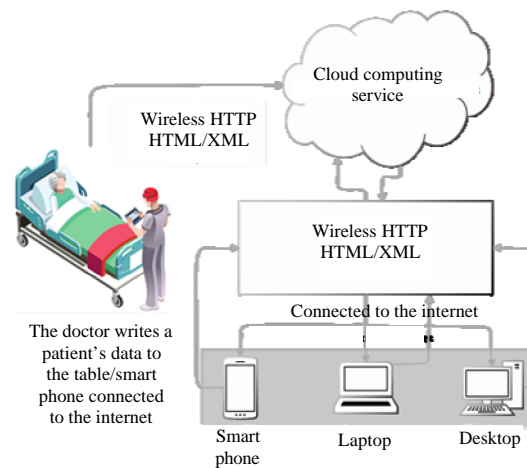 Cloud computing
service
Wireless HTTP
HTML/XML
Wireless HTTP
HTML/XML
Connected to the internet
The doctor writes a
patient's data to
the table/smart
phone connected
to the internet
Smart
phone
Laptop
Desktop